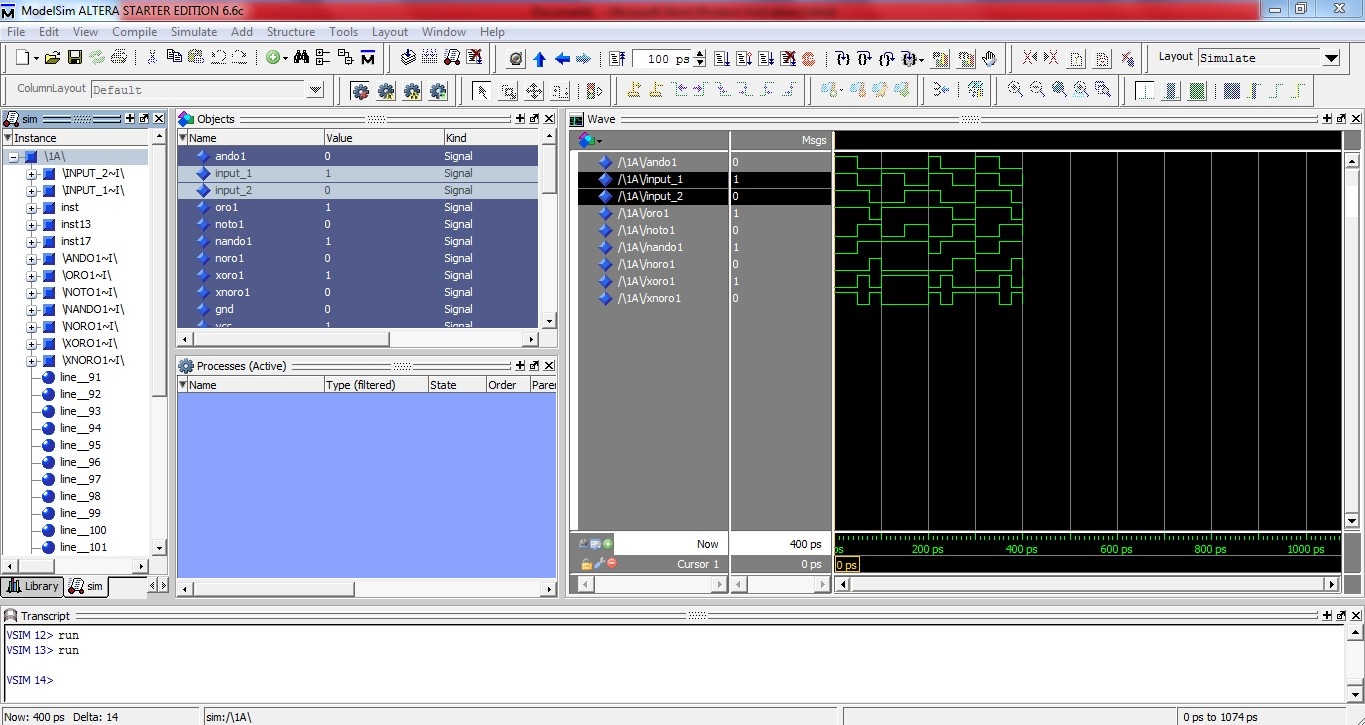 ModelSim ALTERA STARTER EDITION 6.6c
File Edit View Compile Simulate Add Structure Tools Layout Window Help
100 ps
Layout Simulate
ColumnLayout Default
sim
Instance
\1A\
\INPUT_2~I\
\INPUT_1~I\
inst
inst13
inst17
\ANDO1~I\
\ORO1~I\
\NOTO1~I\
\NANDO1~I\
\NORO1~I\
\XORO1~I\
\XNORO1~I\
line__91
line__92
line__93
line__94
line__95
line__96
line__97
line__98
line__99
line__100
line__101
Library sim
Objects
Name Value Kind
ando1 0 Signal
input_1 1 Signal
input_2 0 Signal
oro1 1 Signal
noto1 0 Signal
nando1 1 Signal
noro1 0 Signal
xoro1 1 Signal
xnoro1 0 Signal
gnd 0 Signal
vcc 1 Signal
Processes (Active)
Name Type (filtered) State Order Paren
Wave
Msgs
/\1A\/ando1 0
/\1A\/input_1 1
/\1A\/input_2 0
/\1A\/oro1 1
/\1A\/noto1 0
/\1A\/nando1 1
/\1A\/noro1 0
/\1A\/xoro1 1
/\1A\/xnoro1 0
Now 400 ps
ps 200 ps 400 ps 600 ps 800 ps 1000 ps
Cursor 1 0 ps
0 ps
Transcript
VSIM 12> run
VSIM 13> run
VSIM 14>
Now: 400 ps Delta: 14 sim:/\1A\ 0 ps to 1074 ps